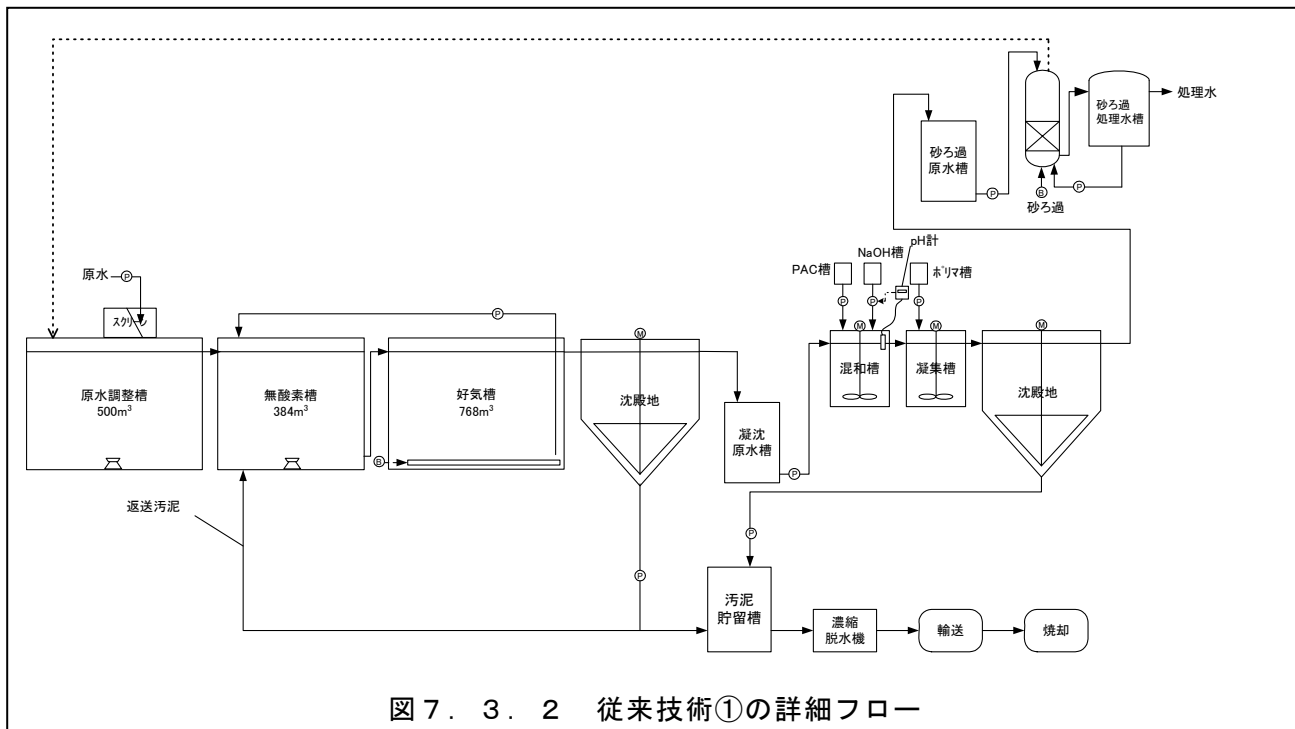 処理水
砂ろ過
処理水槽
砂ろ過
原水槽
P
P
B
砂ろ過
pH計
NaOH槽
PAC槽
ポリマ槽
原水
P
P
P
P
スクリーン
P
M
M
M
M
原水調整槽
500m³
無酸素槽
384m³
好気槽
768m³
沈殿地
混和槽
凝集槽
沈殿地
凝沈
原水槽
B
P
返送汚泥
P
P
汚泥
貯留槽
濃縮
脱水機
輸送
焼却
図7.3.2 従来技術①の詳細フロー